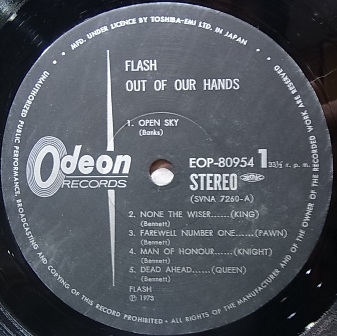 MFD. UNDER LICENCE BY TOSHIBA-EMI LTD. IN JAPAN
FLASH
OUT OF OUR HANDS
1. OPEN SKY
(Banks)
Odeon
RECORDS
EOP-80954 1 33⅓ r. p. m.
STEREO
(SVNA 7260-A)
2. NONE THE WISER......(KING)
(Bennett)
3. FAREWELL NUMBER ONE......(PAWN)
(Bennett)
4. MAN OF HONOUR......(KNIGHT)
(Bennett)
5. DEAD AHEAD......(QUEEN)
(Bennett)
FLASH
Ⓟ 1973
UNAUTHORIZED PUBLIC PERFORMANCE, BROADCASTING AND COPYING OF THIS RECORD PROHIBITED • ALL RIGHTS OF THE MANUFACTURER AND OF THE OWNER OF THE RECORDED WORK ARE RESERVED